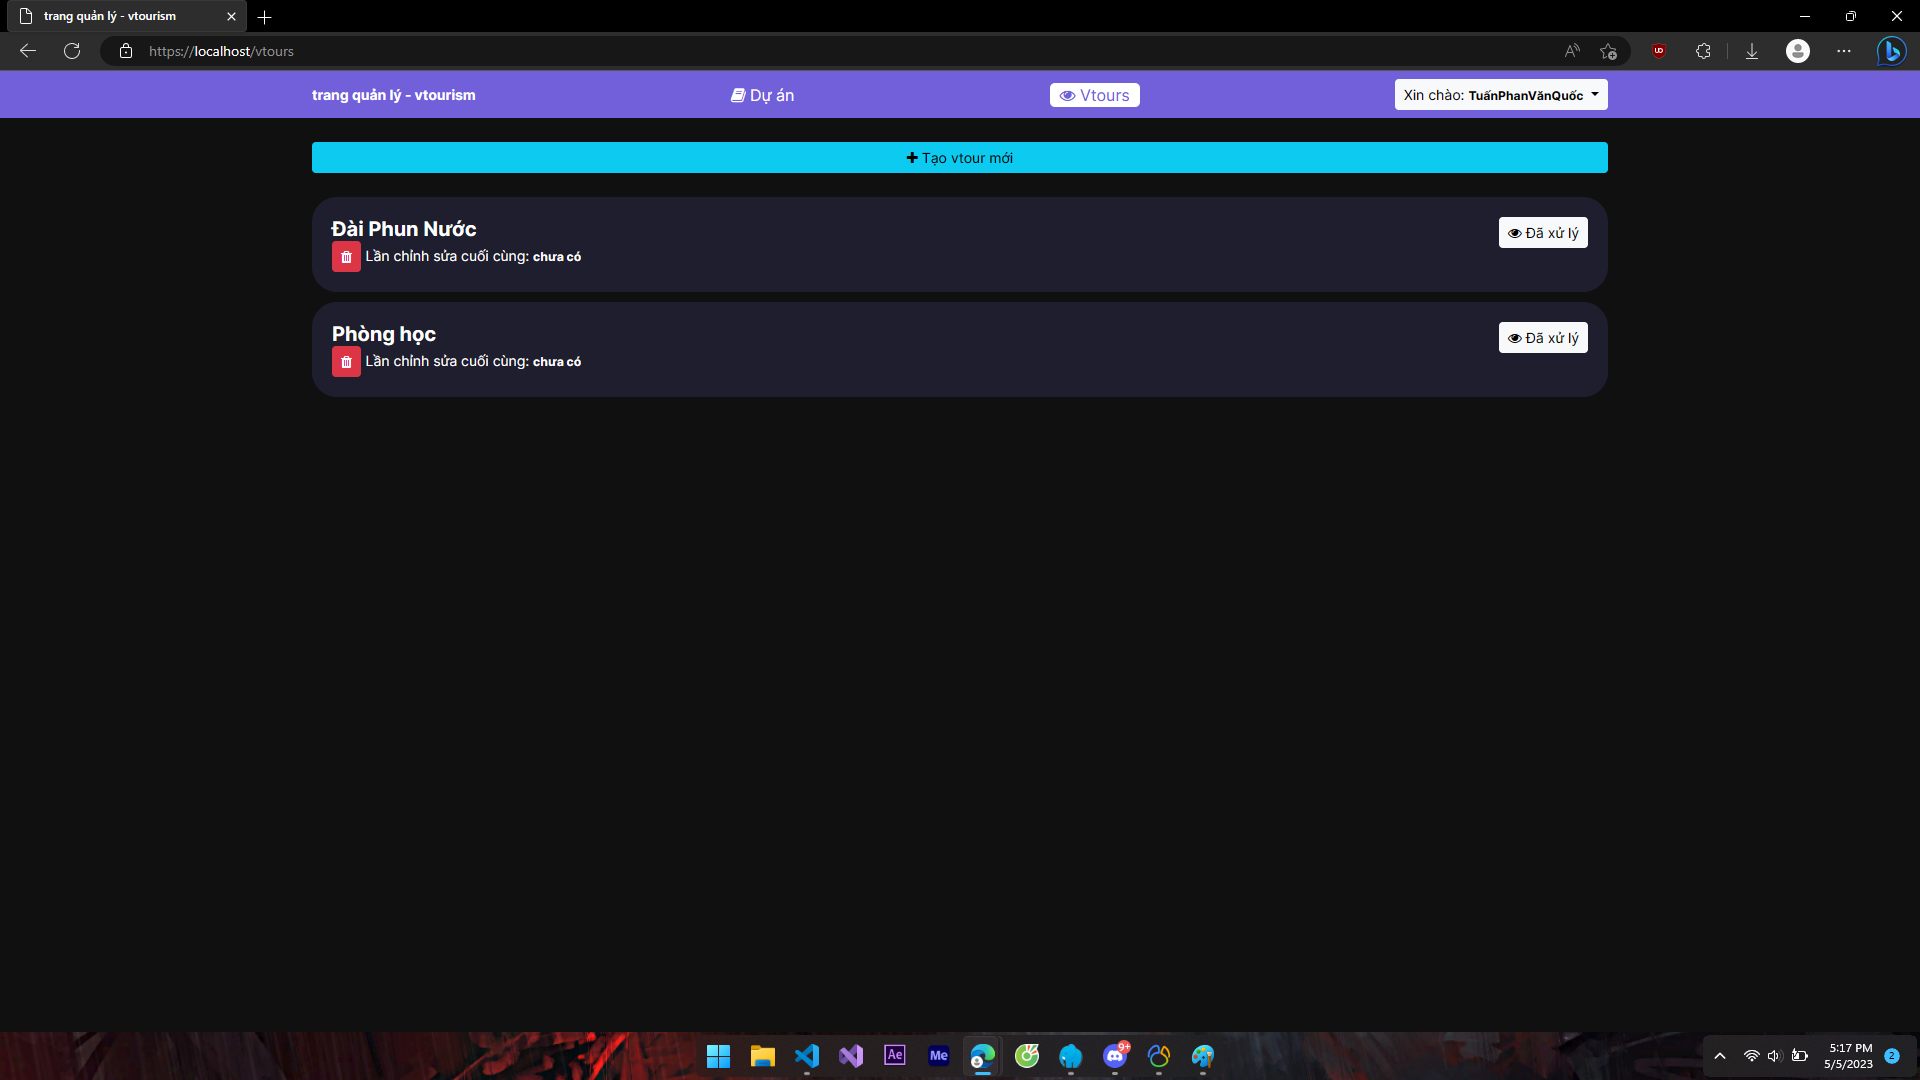 trang quản lý - vtourism
https://localhost/vtours
trang quản lý - vtourism
Dự án
Vtours
Xin chào: TuấnPhanVănQuốc
Tạo vtour mới
Đài Phun Nước
Đã xử lý
Lần chỉnh sửa cuối cùng: chưa có
Phòng học
Đã xử lý
Lần chỉnh sửa cuối cùng: chưa có
Ae
Me
9+
5:17 PM
5/5/2023
2